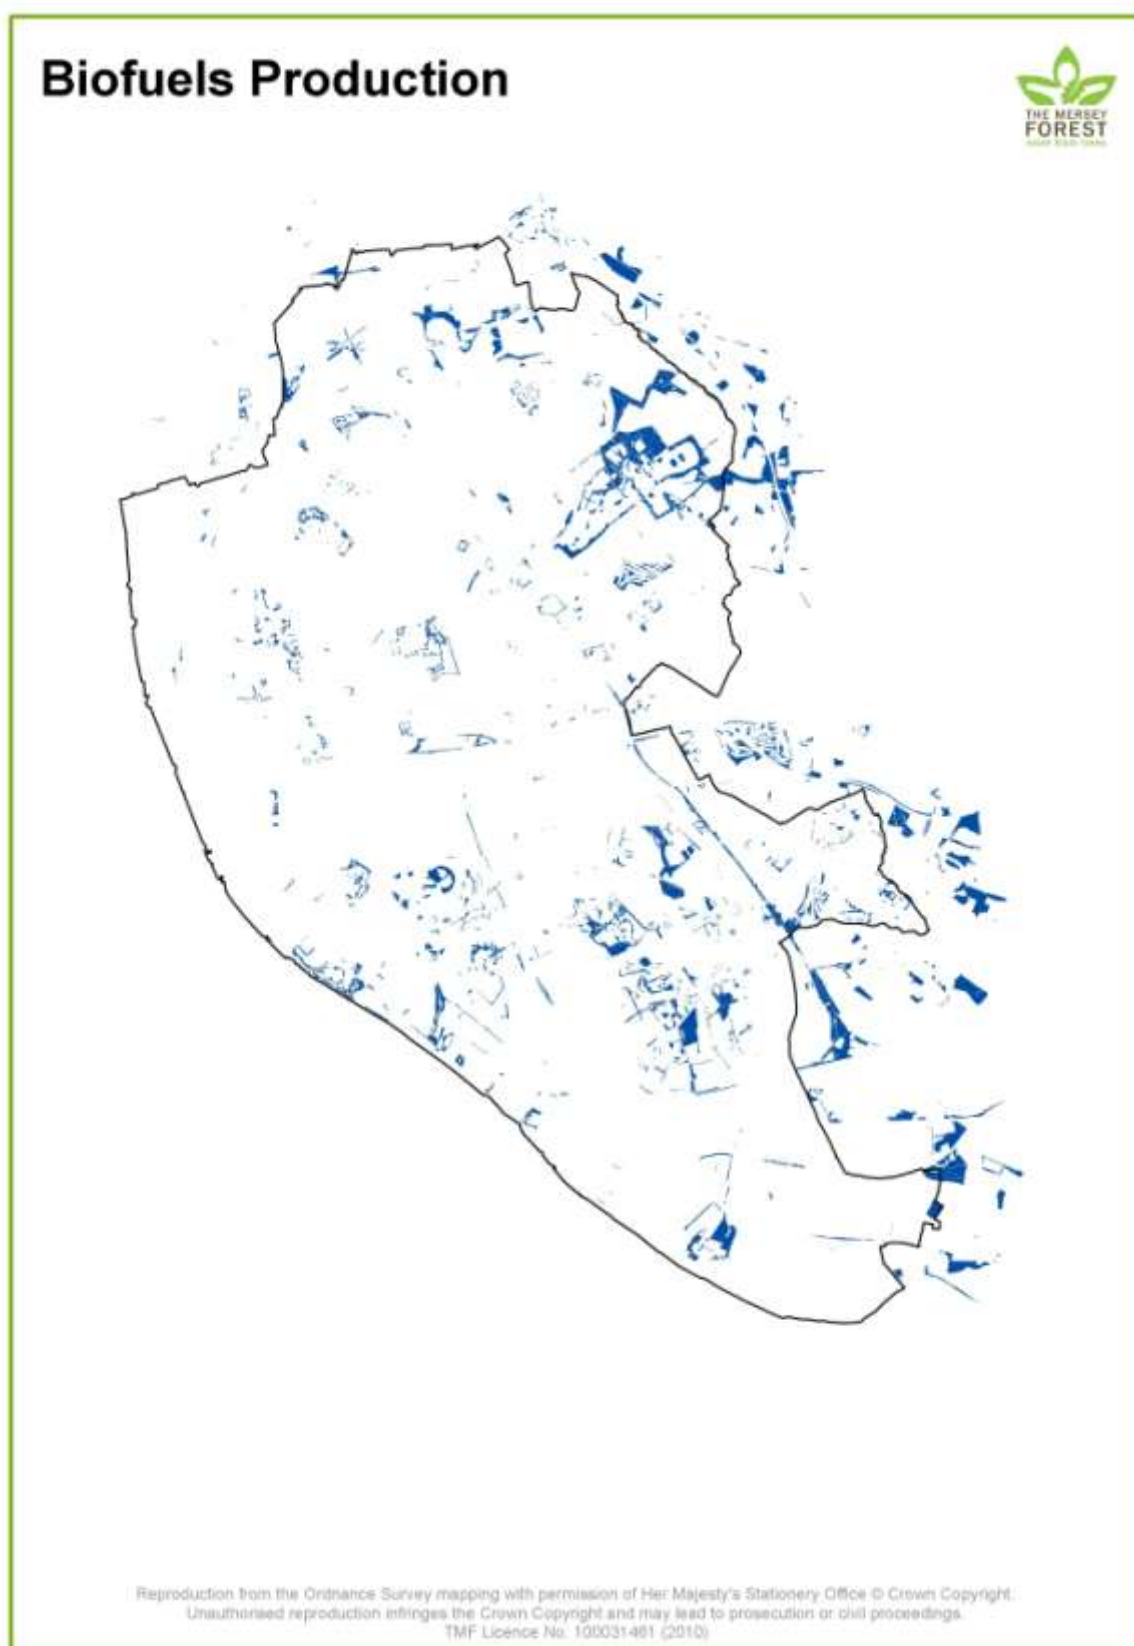 Biofuels Production
THE MERSEY
FOREST
Reproduction from the Ordnance Survey mapping with permission of Her Majesty's Stationery Office © Crown Copyright.
Unauthorised reproduction infringes the Crown Copyright and may lead to prosecution or civil proceedings.
TMF Licence No. 100031461 (2010)